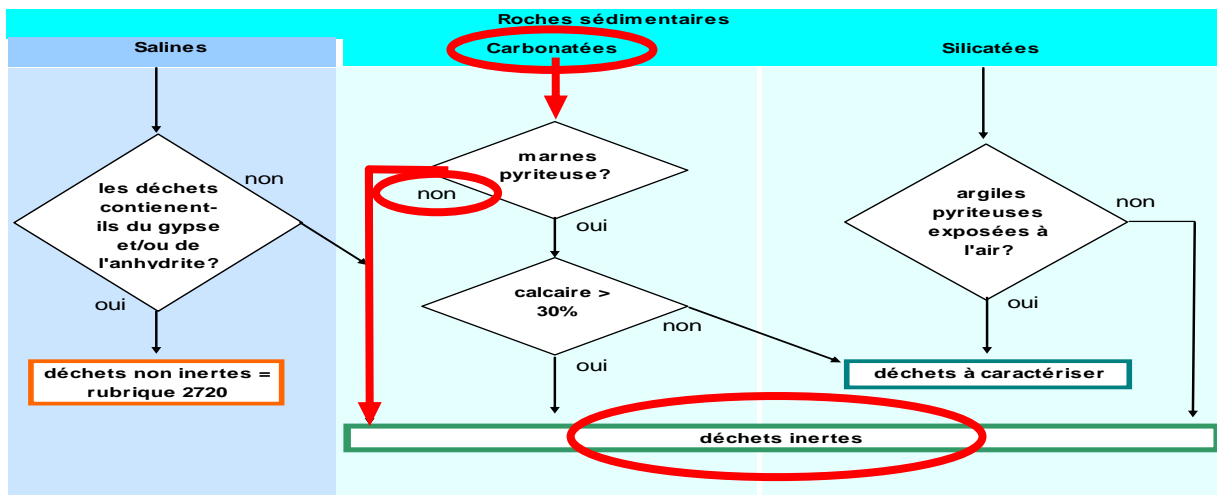 Roches sédimentaires
Salines
Carbonatées
Silicatées
les déchets
contienent-
ils du gypse
et/ou de
l'anhydrite?
non
oui
déchets non inertes =
rubrique 2720
marnes
pyriteuse?
non
oui
calcaire >
30%
non
oui
argiles
pyriteuses
exposées à
l'air?
non
oui
déchets à caractériser
déchets inertes